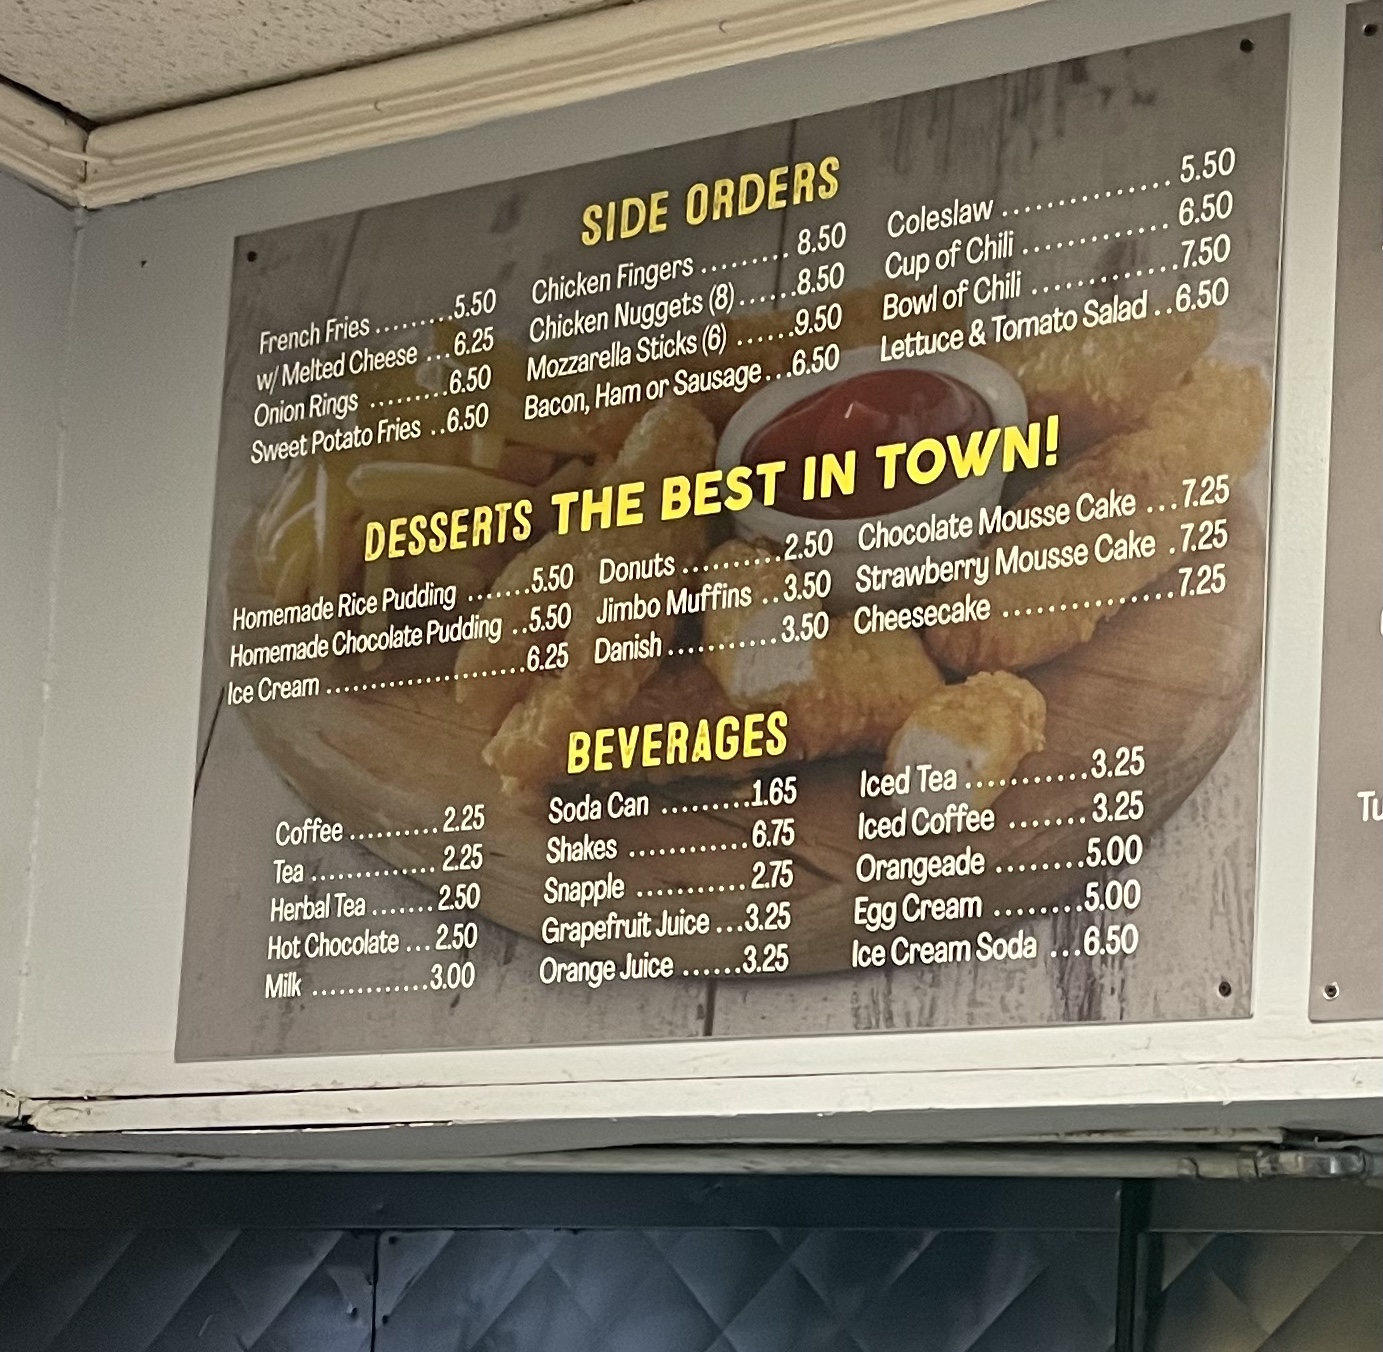 SIDE ORDERS
French Fries .........5.50
w/ Melted Cheese ...6.25
Onion Rings .........6.50
Sweet Potato Fries ..6.50
Chicken Fingers ......... 8.50
Chicken Nuggets (8)......8.50
Mozzarella Sticks (6) ......9.50
Bacon, Ham or Sausage...6.50
Coleslaw ............... 5.50
Cup of Chili ............. 6.50
Bowl of Chili .............7.50
Lettuce & Tomato Salad ..6.50
DESSERTS THE BEST IN TOWN!
Homemade Rice Pudding .......5.50
Homemade Chocolate Pudding ..5.50
Ice Cream ......................6.25
Donuts ...........2.50
Jimbo Muffins ..3.50
Danish ............3.50
Chocolate Mousse Cake ...7.25
Strawberry Mousse Cake .7.25
Cheesecake ................7.25
BEVERAGES
Coffee .......... 2.25
Tea .............. 2.25
Herbal Tea ....... 2.50
Hot Chocolate ... 2.50
Milk .............3.00
Soda Can ..........1.65
Shakes .............6.75
Snapple ............ 2.75
Grapefruit Juice ...3.25
Orange Juice ......3.25
Iced Tea ...........3.25
Iced Coffee .......3.25
Orangeade ........5.00
Egg Cream ........5.00
Ice Cream Soda ...6.50